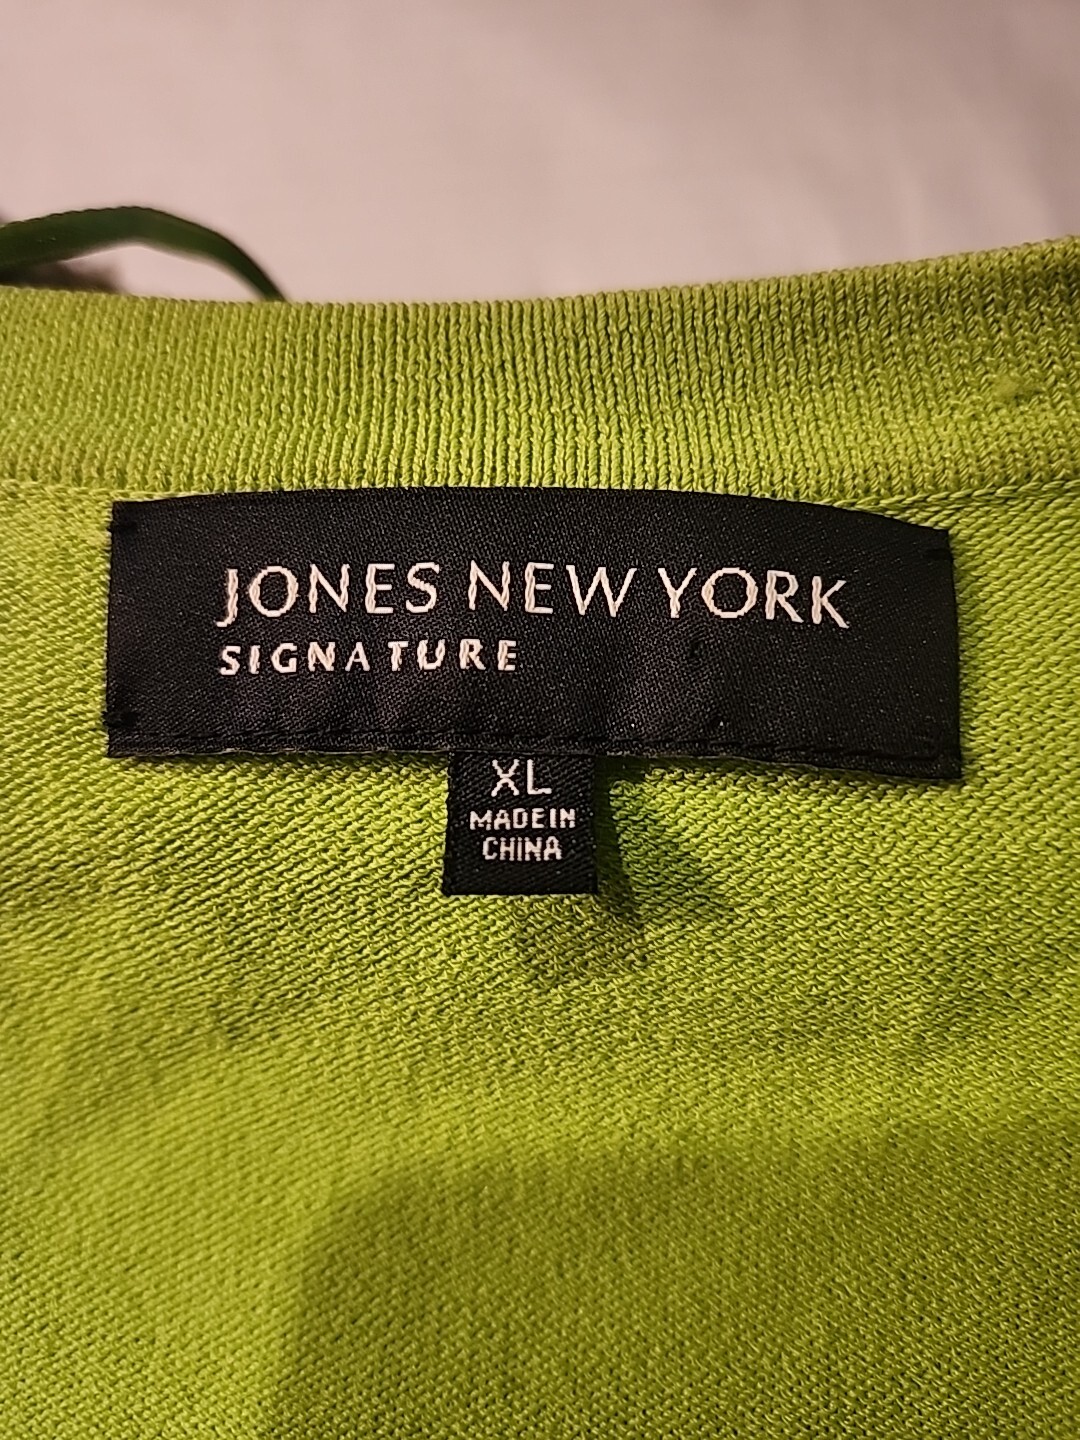 JONES NEW YORK
SIGNATURE
XL
MADE IN
CHINA